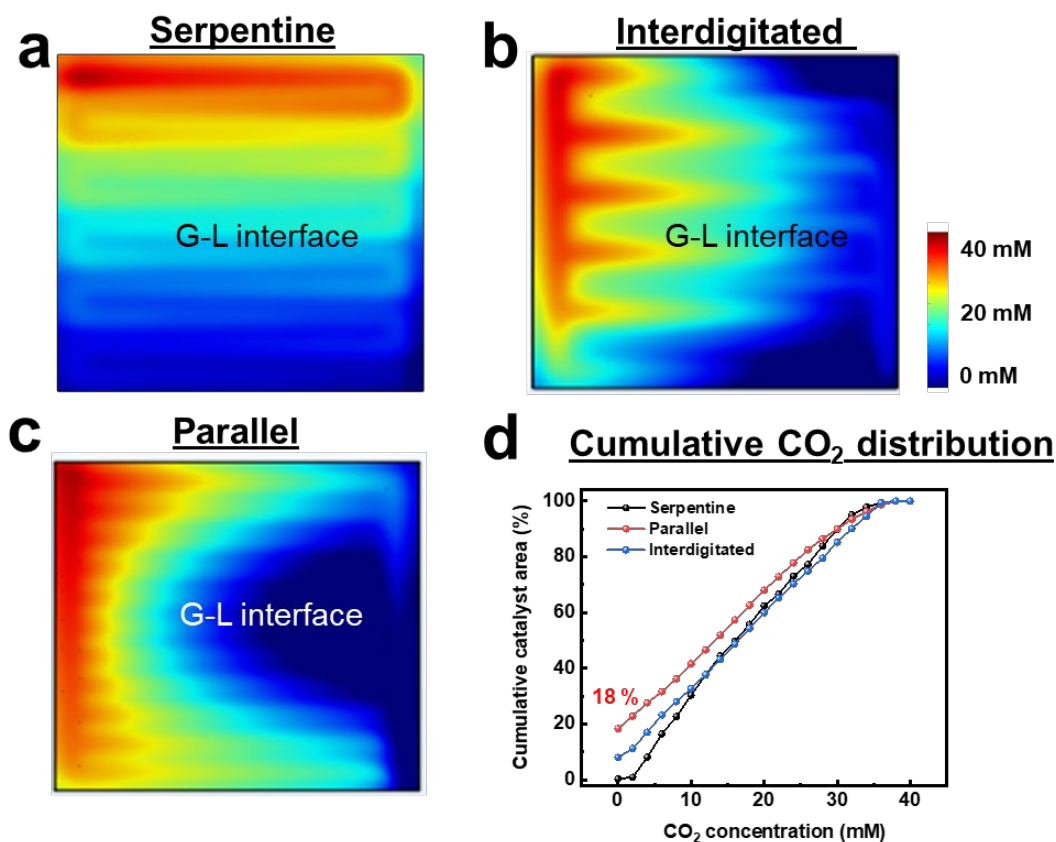 a
Serpentine
G-L interface
b
Interdigitated
G-L interface
40 mM
20 mM
0 mM
c
Parallel
G-L interface
d
Cumulative CO₂ distribution
Cumulative catalyst area (%)
100
80
60
40
20
0
Serpentine
Parallel
Interdigitated
18 %
0
10
20
30
40
CO₂ concentration (mM)